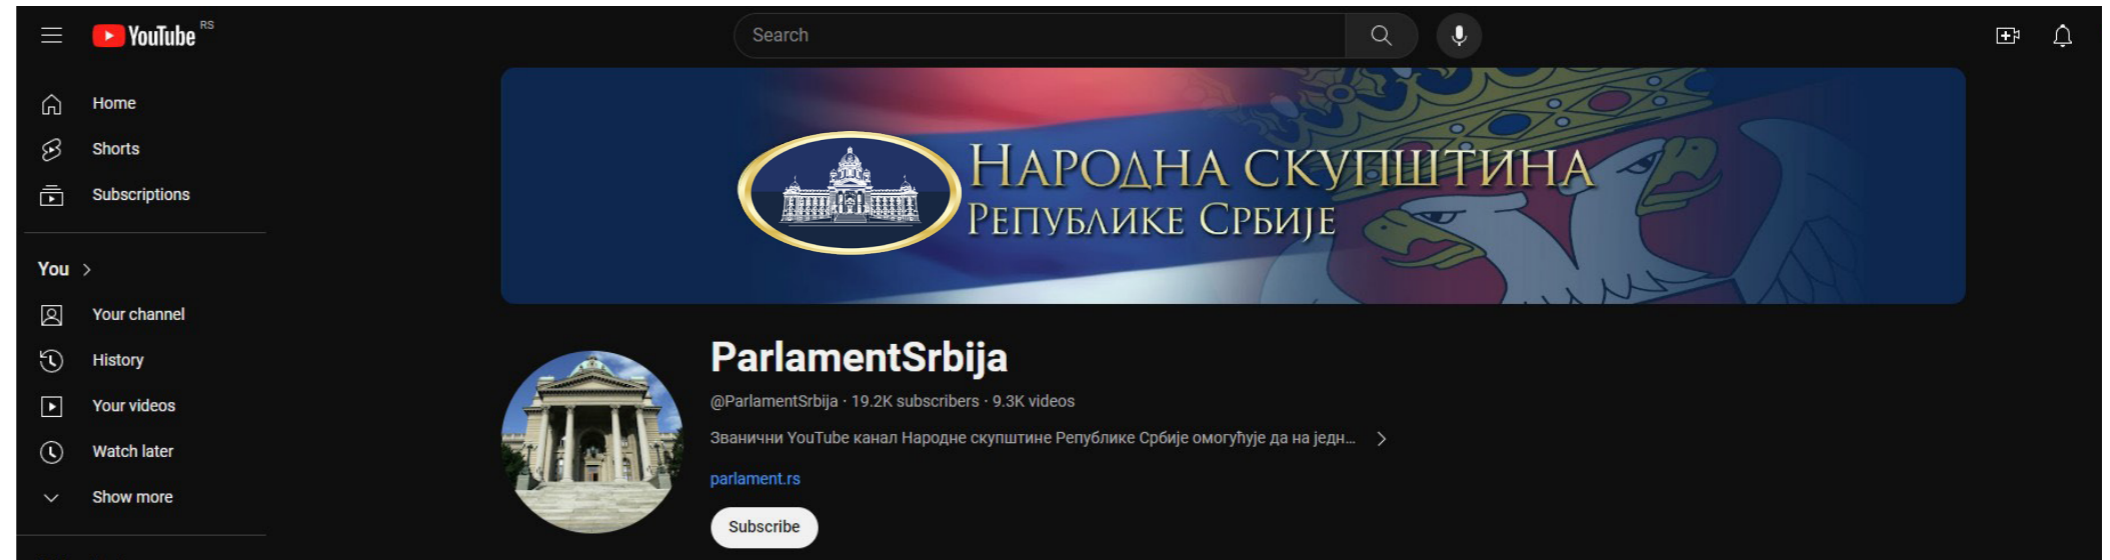 YouTube RS
Search
Home
Shorts
Subscriptions
You
Your channel
History
Your videos
Watch later
Show more
НАРОДНА СКУПШТИНА
РЕПУБЛИКЕ СРБИЈЕ
ParlamentSrbija
@ParlamentSrbija · 19.2K subscribers · 9.3K videos
Званични YouTube канал Народне скупштине Републике Србије омогућује да на једн...
parlament.rs
Subscribe